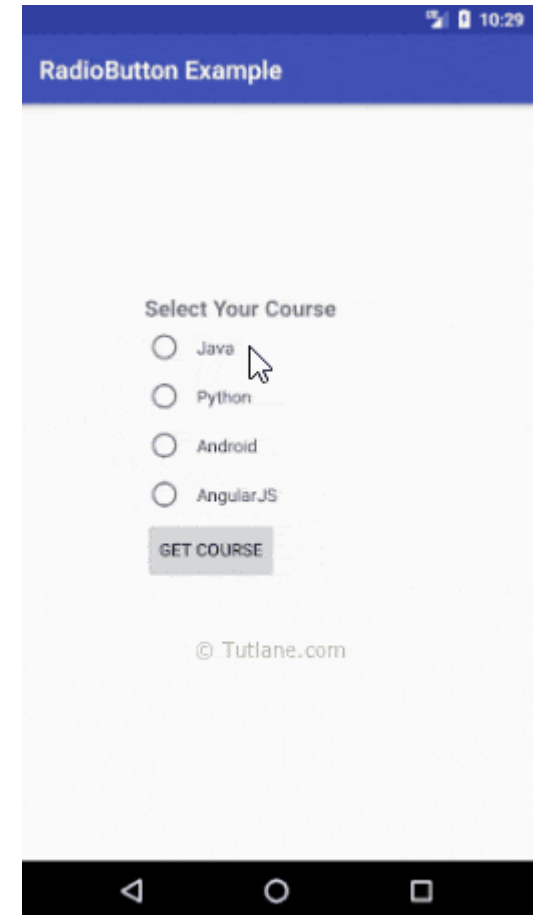 10:29
RadioButton Example
Select Your Course
Java
Python
Android
AngularJS
GET COURSE
© Tutlane.com